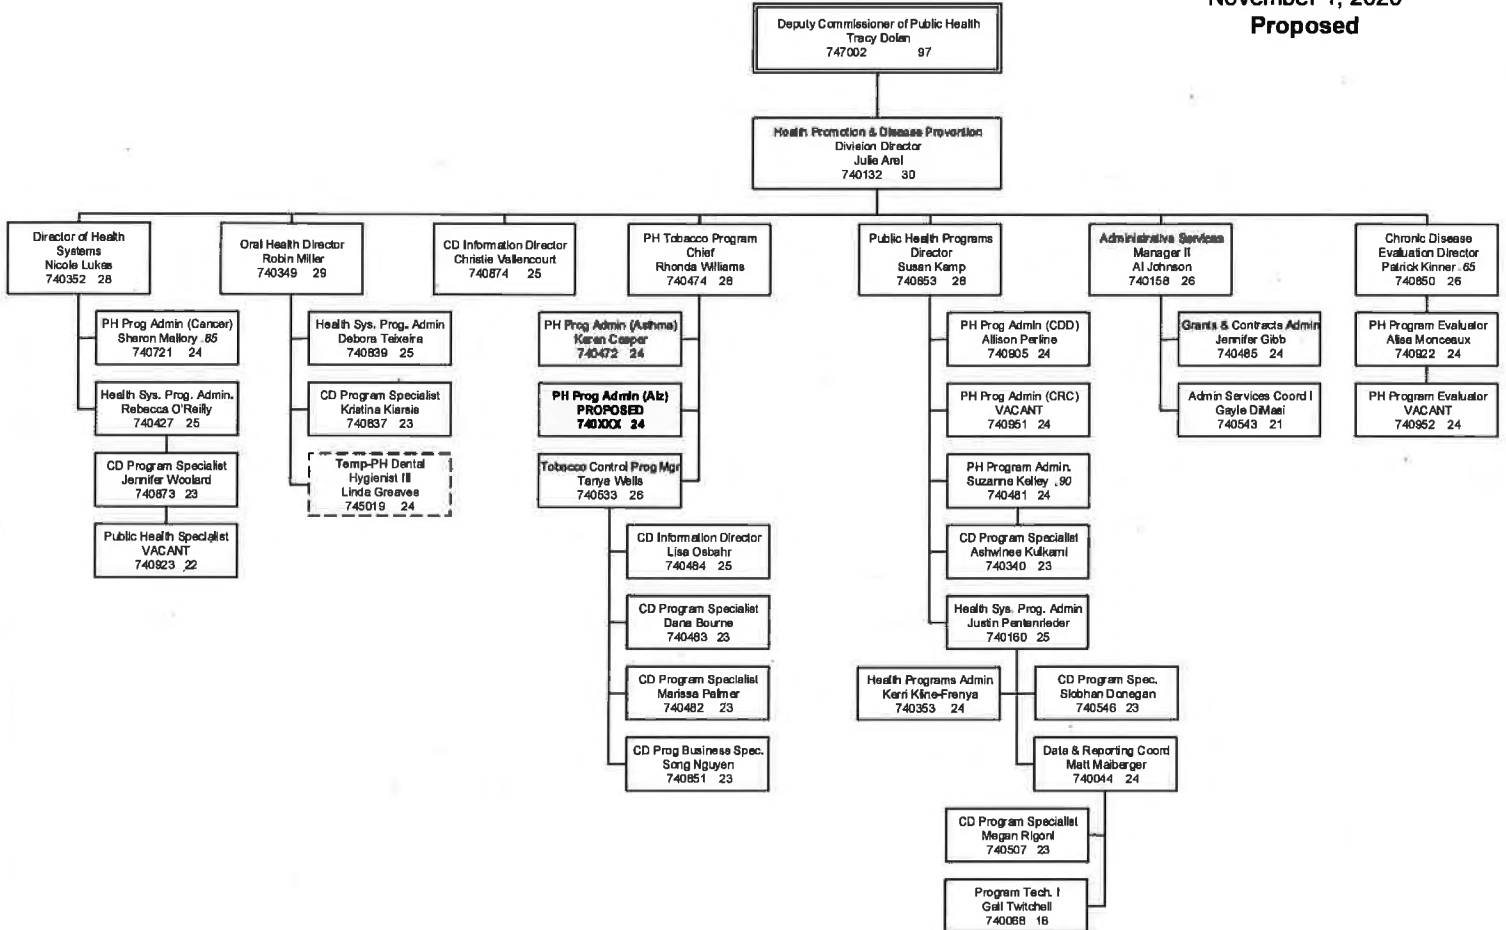 November 1, 2020
Proposed
Deputy Commissioner of Public Health
Tracy Dolan
747002 97
Health Promotion & Disease Prevention
Division Director
Julie Arel
740132 30
Director of Health
Systems
Nicole Lukas
740352 28
Oral Health Director
Robin Miller
740349 29
CD Information Director
Christie Vallencourt
740874 25
PH Tobacco Program
Chief
Rhonda Williams
740474 28
Public Health Programs
Director
Susan Kamp
740853 28
Administrative Services
Manager II
Al Johnson
740158 26
Chronic Disease
Evaluation Director
Patrick Kinner .65
740850 26
PH Prog Admin (Cancer)
Sharon Mallory .85
740721 24
Health Sys. Prog. Admin.
Rebecca O'Reilly
740427 25
CD Program Specialist
Jennifer Woolard
740873 23
Public Health Specialist
VACANT
740923 22
Health Sys. Prog. Admin
Debora Teixeira
740839 25
CD Program Specialist
Kristina Kiarsis
740837 23
Temp-PH Dental
Hygienist III
Linda Greaves
745019 24
PH Prog Admin (Asthma)
Karen Casper
740472 24
PH Prog Admin (Alz)
PROPOSED
740XXX 24
Tobacco Control Prog Mgr
Tanya Wells
740533 26
CD Information Director
Lisa Osbahr
740484 25
CD Program Specialist
Dana Bourne
740483 23
CD Program Specialist
Marissa Palmer
740482 23
CD Prog Business Spec.
Song Nguyen
740851 23
PH Prog Admin (CDD)
Allison Perline
740905 24
PH Prog Admin (CRC)
VACANT
740951 24
PH Program Admin.
Suzanne Kelley .90
740481 24
CD Program Specialist
Ashwinee Kulkarni
740340 23
Health Sys. Prog. Admin
Justin Pentenrieder
740160 25
Health Programs Admin
Kerri Kline-Frenya
740353 24
CD Program Spec.
Siobhan Donegan
740546 23
Data & Reporting Coord
Matt Maiberger
740044 24
CD Program Specialist
Megan Rigoni
740507 23
Program Tech. I
Gail Twitchell
740068 18
Grants & Contracts Admin
Jennifer Gibb
740485 24
Admin Services Coord I
Gayle DiMasi
740543 21
PH Program Evaluator
Alisa Monceaux
740922 24
PH Program Evaluator
VACANT
740952 24